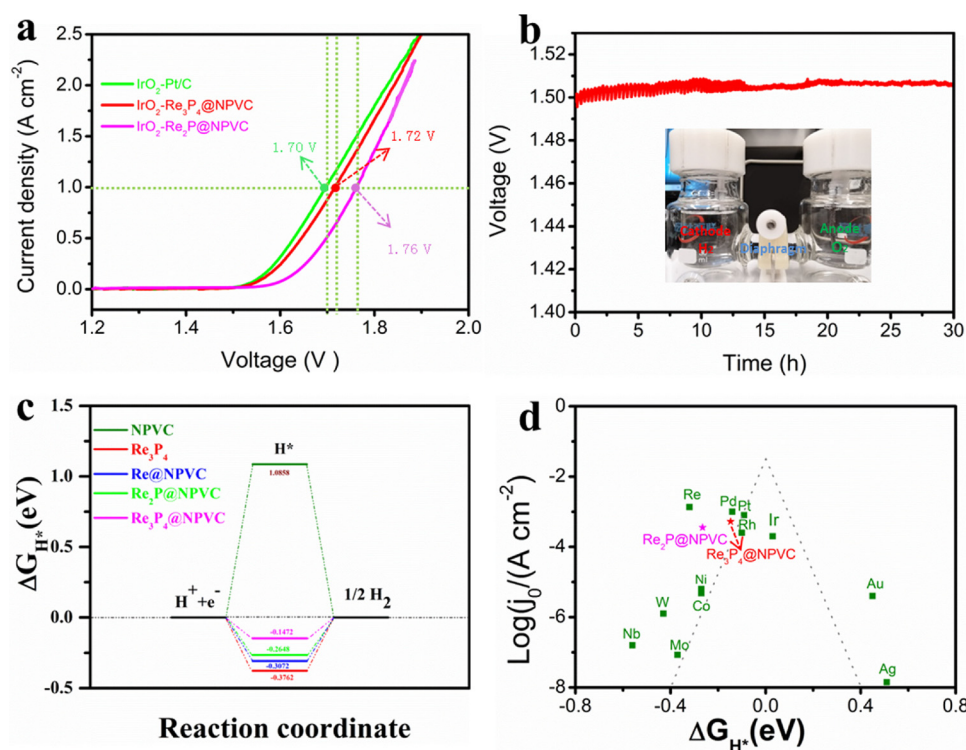 a
2.5
2.0
1.5
1.0
0.5
0.0
Current density (A cm⁻²)
IrO₂-Pt/C
IrO₂-Re₃P₄@NPVC
IrO₂-Re₂P@NPVC
1.70 V
1.72 V
1.76 V
1.2
1.4
1.6
1.8
2.0
Voltage (V )
b
1.52
1.50
1.48
1.46
1.44
1.42
1.40
Voltage (V)
Cathode
H₂
Diaphragm
Anode
O₂
0
5
10
15
20
25
30
Time (h)
c
1.5
1.0
0.5
0.0
-0.5
ΔG_H* (eV)
NPVC
Re₃P₄
Re@NPVC
Re₂P@NPVC
Re₃P₄@NPVC
H*
1.0858
H⁺+e⁻
1/2 H₂
-0.1472
-0.2648
-0.3072
-0.3762
Reaction coordinate
d
0
-2
-4
-6
-8
Log(j₀/(A cm⁻²)
Re
Pd
Pt
Rh
Ir
Re₂P@NPVC
Re₃P₄@NPVC
Ni
Co
W
Nb
Mo
Au
Ag
-0.8
-0.4
0.0
0.4
0.8
ΔG_H*(eV)